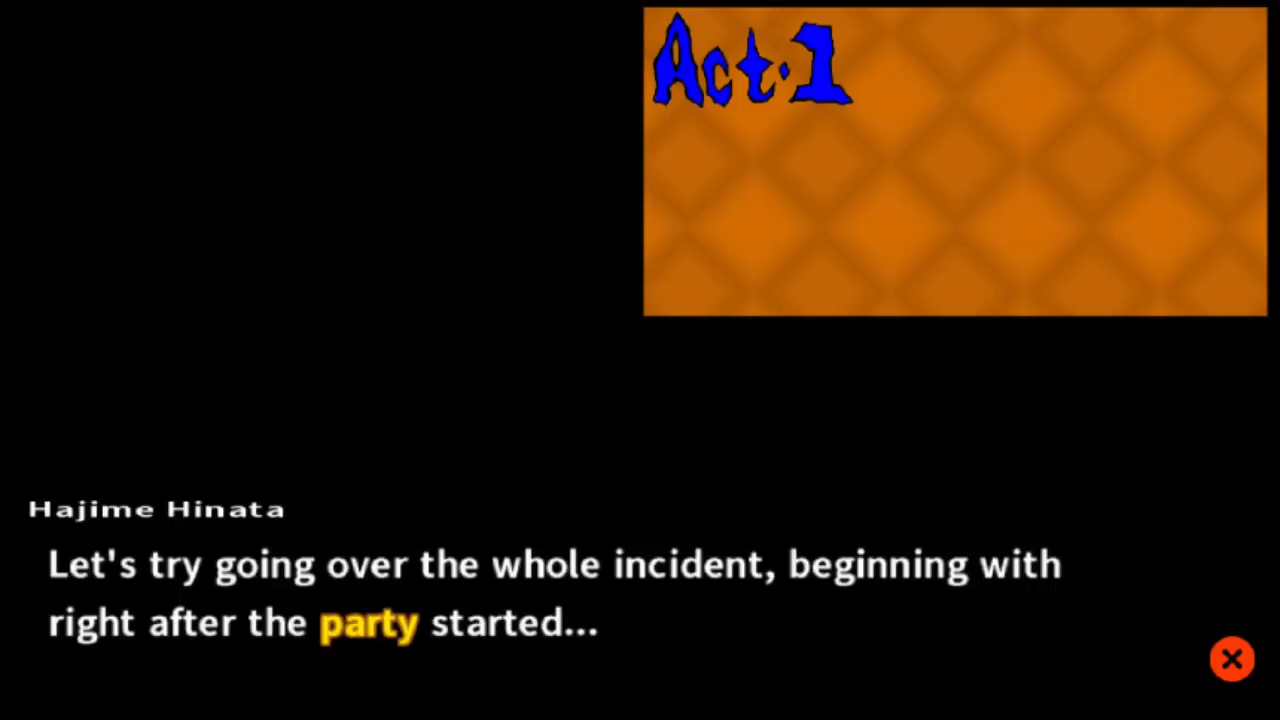 Act.1
Hajime Hinata
Let's try going over the whole incident, beginning with
right after the party started...